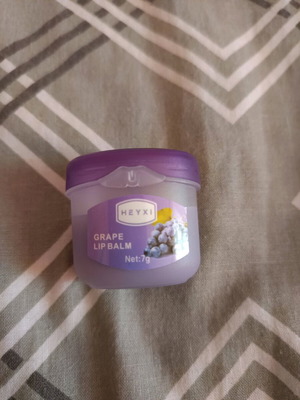 HEYXI
GRAPE
LIP BALM
Net:7g